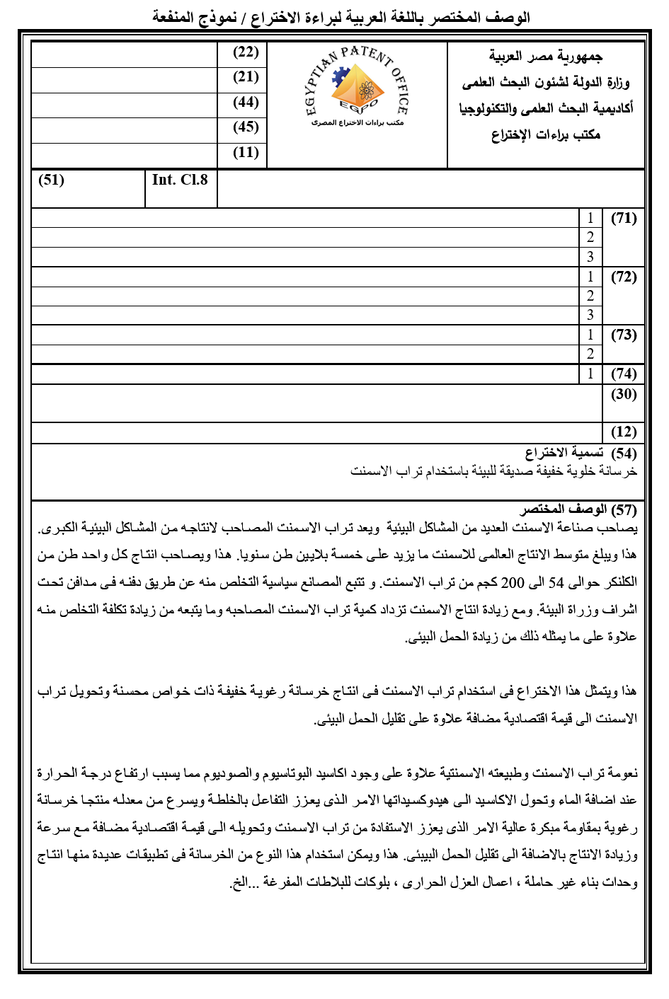 الوصف المختصر باللغة العربية لبراءة الاختراع / نموذج المنفعة
جمهورية مصر العربية
وزارة الدولة لشئون البحث العلمى
أكاديمية البحث العلمى والتكنولوجيا
مكتب براءات الإختراع
EGYPTIAN PATENT OFFICE
EGPO
مكتب براءات الاختراع المصرى
(22)
(21)
(44)
(45)
(11)
(51)
Int. Cl.8
(71)
1
2
3
(72)
1
2
3
(73)
1
2
(74)
1
(30)
(12)
(54) تسمية الاختراع
خرسانة خلوية خفيفة صديقة للبيئة باستخدام تراب الاسمنت
(57) الوصف المختصر
يصاحب صناعة الاسمنت العديد من المشاكل البيئية ويعد تراب الاسمنت المصاحب لانتاجه من المشاكل البيئية الكبرى.
هذا ويبلغ متوسط الانتاج العالمى للاسمنت ما يزيد على خمسة بلايين طن سنويا. هذا ويصاحب انتاج كل واحد طن من
الكلنكر حوالى 54 الى 200 كجم من تراب الاسمنت. و تتبع المصانع سياسية التخلص منه عن طريق دفنه فى مدافن تحت
اشراف وزراة البيئة. ومع زيادة انتاج الاسمنت تزداد كمية تراب الاسمنت المصاحبه وما يتبعه من زيادة تكلفة التخلص منه
علاوة على ما يمثله ذلك من زيادة الحمل البيئى.
هذا ويتمثل هذا الاختراع فى استخدام تراب الاسمنت فى انتاج خرسانة رغوية خفيفة ذات خواص محسنة وتحويل تراب
الاسمنت الى قيمة اقتصادية مضافة علاوة على تقليل الحمل البيئى.
نعومة تراب الاسمنت وطبيعته الاسمنتية علاوة على وجود اكاسيد البوتاسيوم والصوديوم مما يسبب ارتفاع درجة الحرارة
عند اضافة الماء وتحول الاكاسيد الى هيدوكسيداتها الامر الذى يعزز التفاعل بالخلطة ويسرع من معدله منتجا خرسانة
رغوية بمقاومة مبكرة عالية الامر الذى يعزز الاستفادة من تراب الاسمنت وتحويله الى قيمة اقتصادية مضافة مع سرعة
وزيادة الانتاج بالاضافة الى تقليل الحمل البيبئى. هذا ويمكن استخدام هذا النوع من الخرسانة فى تطبيقات عديدة منها انتاج
وحدات بناء غير حاملة ، اعمال العزل الحرارى ، بلوكات للبلاطات المفرغة ...الخ.